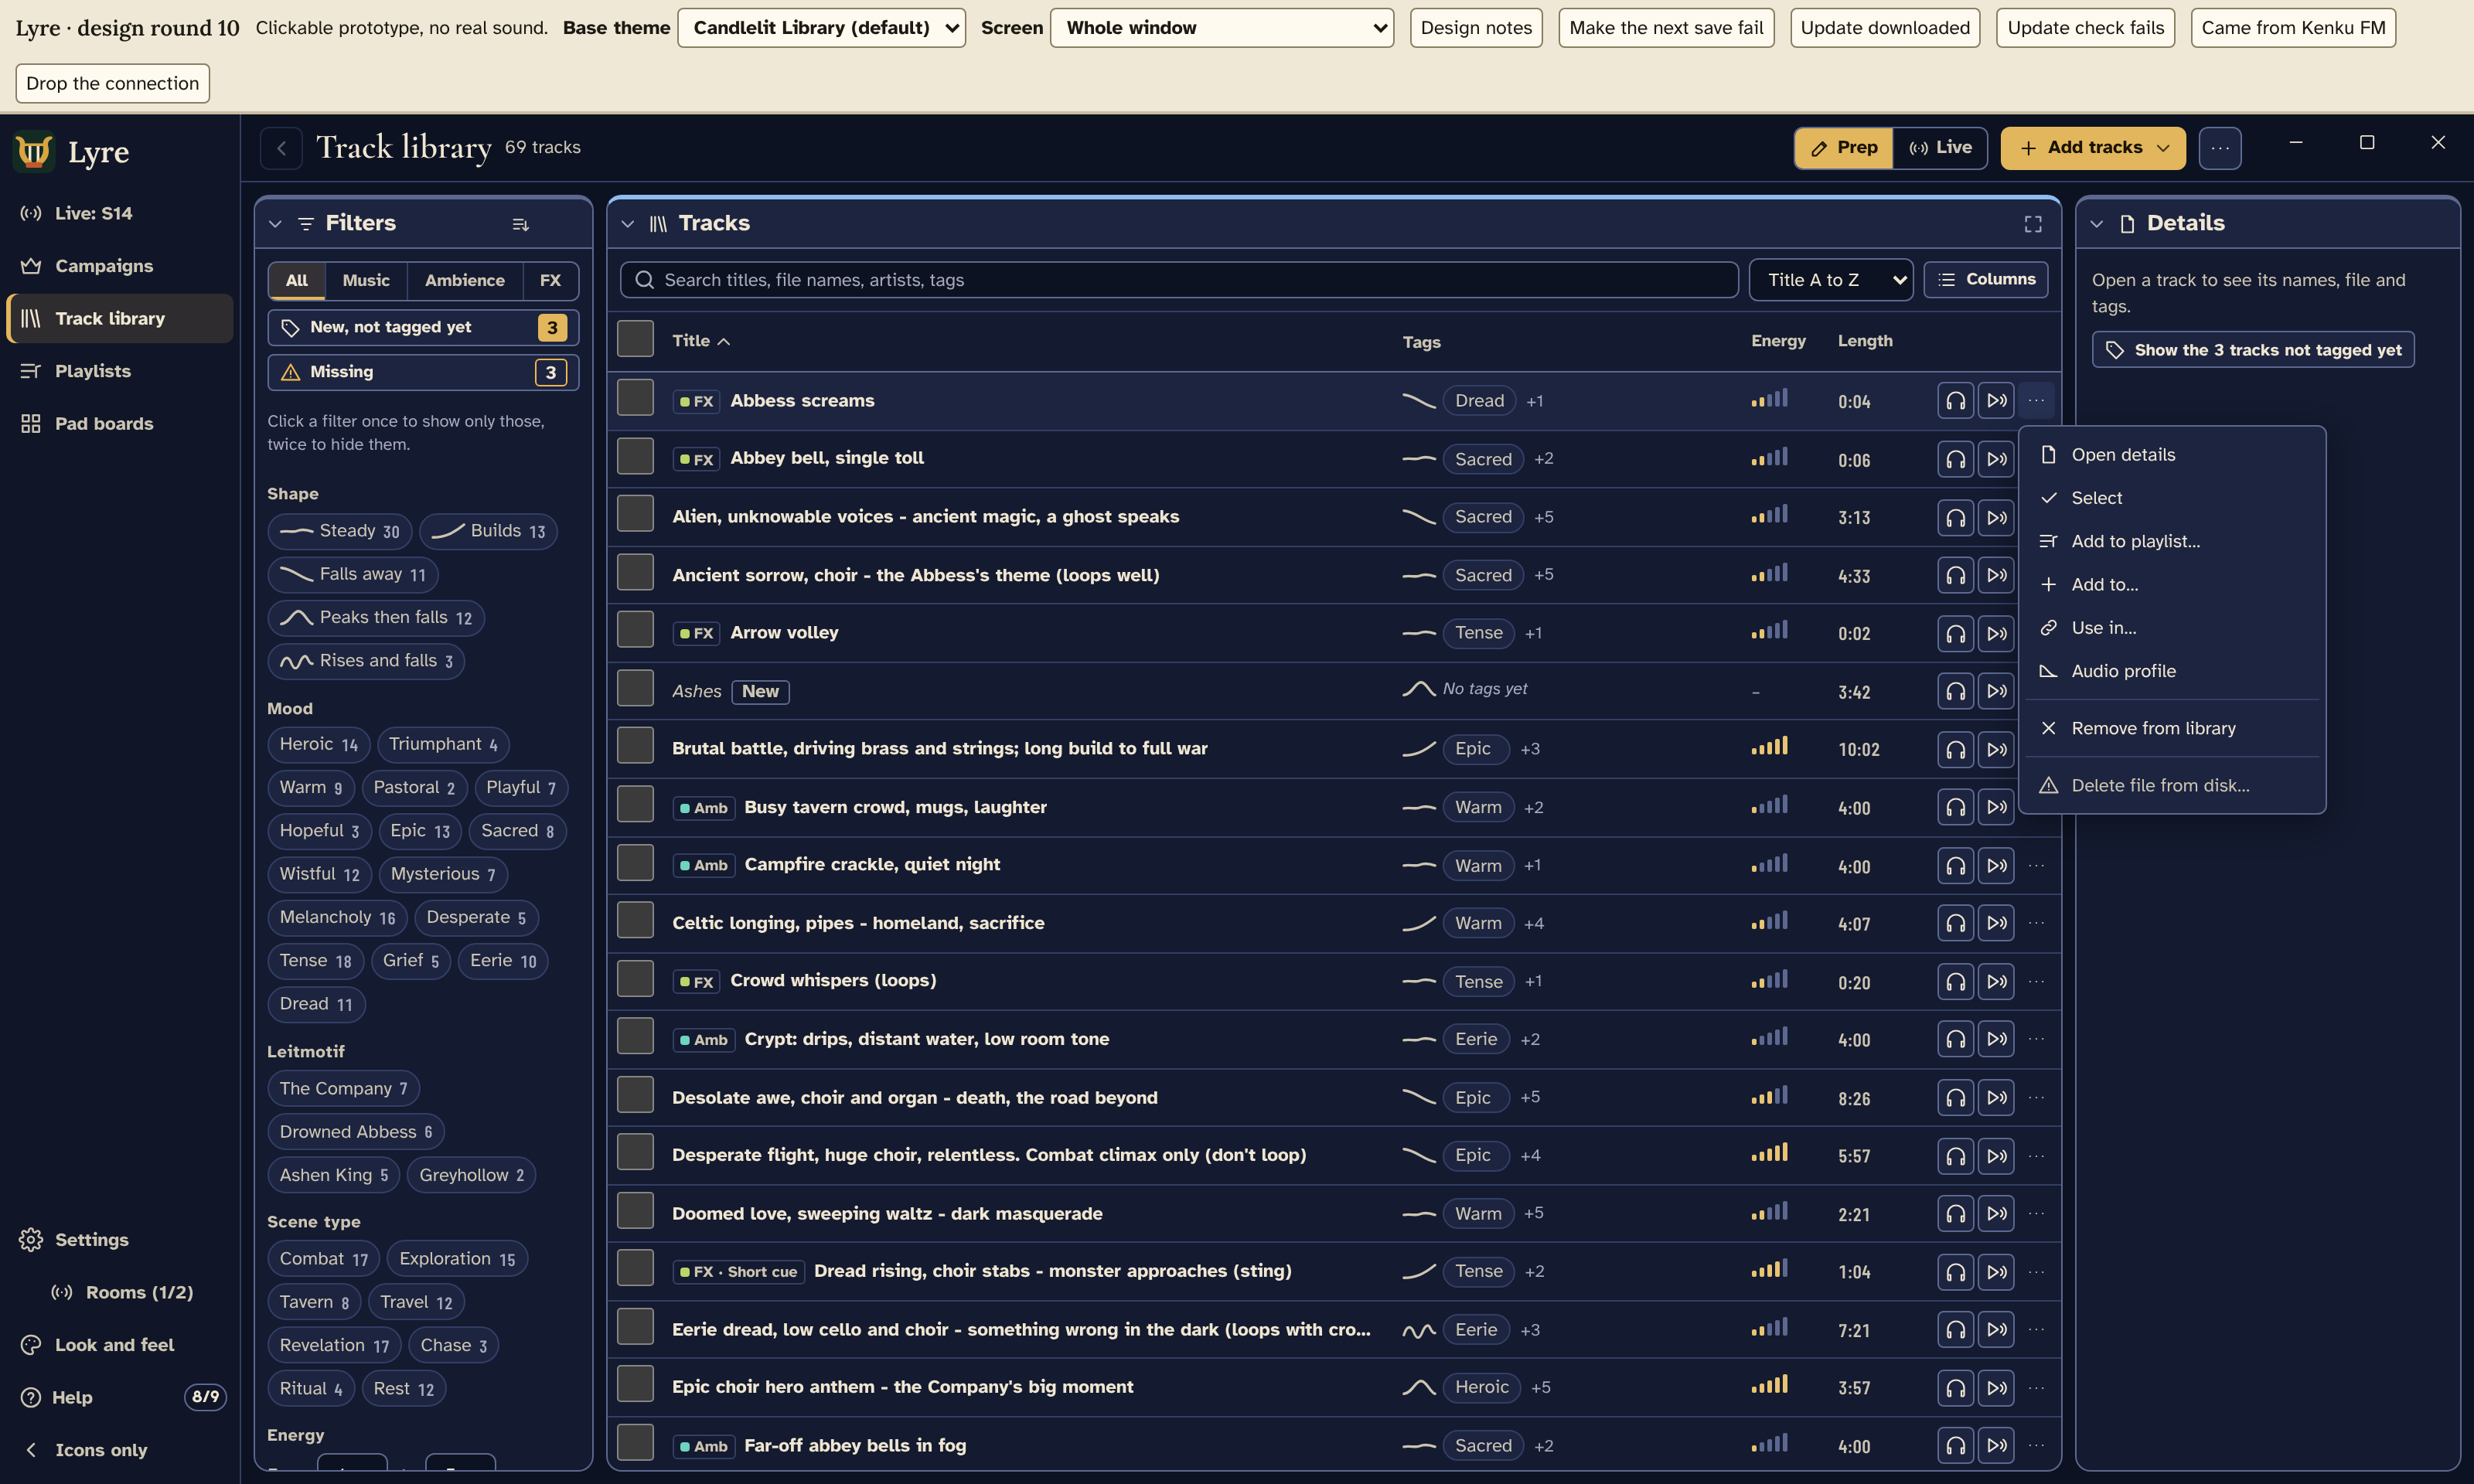 Lyre · design round 10 Clickable prototype, no real sound. Base theme Candlelit Library (default) Screen Whole window Design notes Make the next save fail Update downloaded Update check fails Came from Kenku FM
Drop the connection
Lyre
Live: S14
Campaigns
Track library
Playlists
Pad boards
Settings
Rooms (1/2)
Look and feel
Help 8/9
Icons only
Track library 69 tracks
Prep Live Add tracks ...
Filters
All Music Ambience FX
New, not tagged yet 3
Missing 3
Click a filter once to show only those,
twice to hide them.
Shape
Steady 30 Builds 13
Falls away 11
Peaks then falls 12
Rises and falls 3
Mood
Heroic 14 Triumphant 4
Warm 9 Pastoral 2 Playful 7
Hopeful 3 Epic 13 Sacred 8
Wistful 12 Mysterious 7
Melancholy 16 Desperate 5
Tense 18 Grief 5 Eerie 10
Dread 11
Leitmotif
The Company 7
Drowned Abbess 6
Ashen King 5 Greyhollow 2
Scene type
Combat 17 Exploration 15
Tavern 8 Travel 12
Revelation 17 Chase 3
Ritual 4 Rest 12
Energy
Tracks
Search titles, file names, artists, tags Title A to Z Columns
Title Tags Energy Length
FX Abbess screams Dread +1 0:04
FX Abbey bell, single toll Sacred +2 0:06
Alien, unknowable voices - ancient magic, a ghost speaks Sacred +5 3:13
Ancient sorrow, choir - the Abbess's theme (loops well) Sacred +5 4:33
FX Arrow volley Tense +1 0:02
Ashes New No tags yet – 3:42
Brutal battle, driving brass and strings; long build to full war Epic +3 10:02
Amb Busy tavern crowd, mugs, laughter Warm +2 4:00
Amb Campfire crackle, quiet night Warm +1 4:00
Celtic longing, pipes - homeland, sacrifice Warm +4 4:07
FX Crowd whispers (loops) Tense +1 0:20
Amb Crypt: drips, distant water, low room tone Eerie +2 4:00
Desolate awe, choir and organ - death, the road beyond Epic +5 8:26
Desperate flight, huge choir, relentless. Combat climax only (don't loop) Epic +4 5:57
Doomed love, sweeping waltz - dark masquerade Warm +5 2:21
FX · Short cue Dread rising, choir stabs - monster approaches (sting) Tense +2 1:04
Eerie dread, low cello and choir - something wrong in the dark (loops with cro... Eerie +3 7:21
Epic choir hero anthem - the Company's big moment Heroic +5 3:57
Amb Far-off abbey bells in fog Sacred +2 4:00
Details
Open a track to see its names, file and
tags.
Show the 3 tracks not tagged yet
Open details
Select
Add to playlist...
Add to...
Use in...
Audio profile
Remove from library
Delete file from disk...